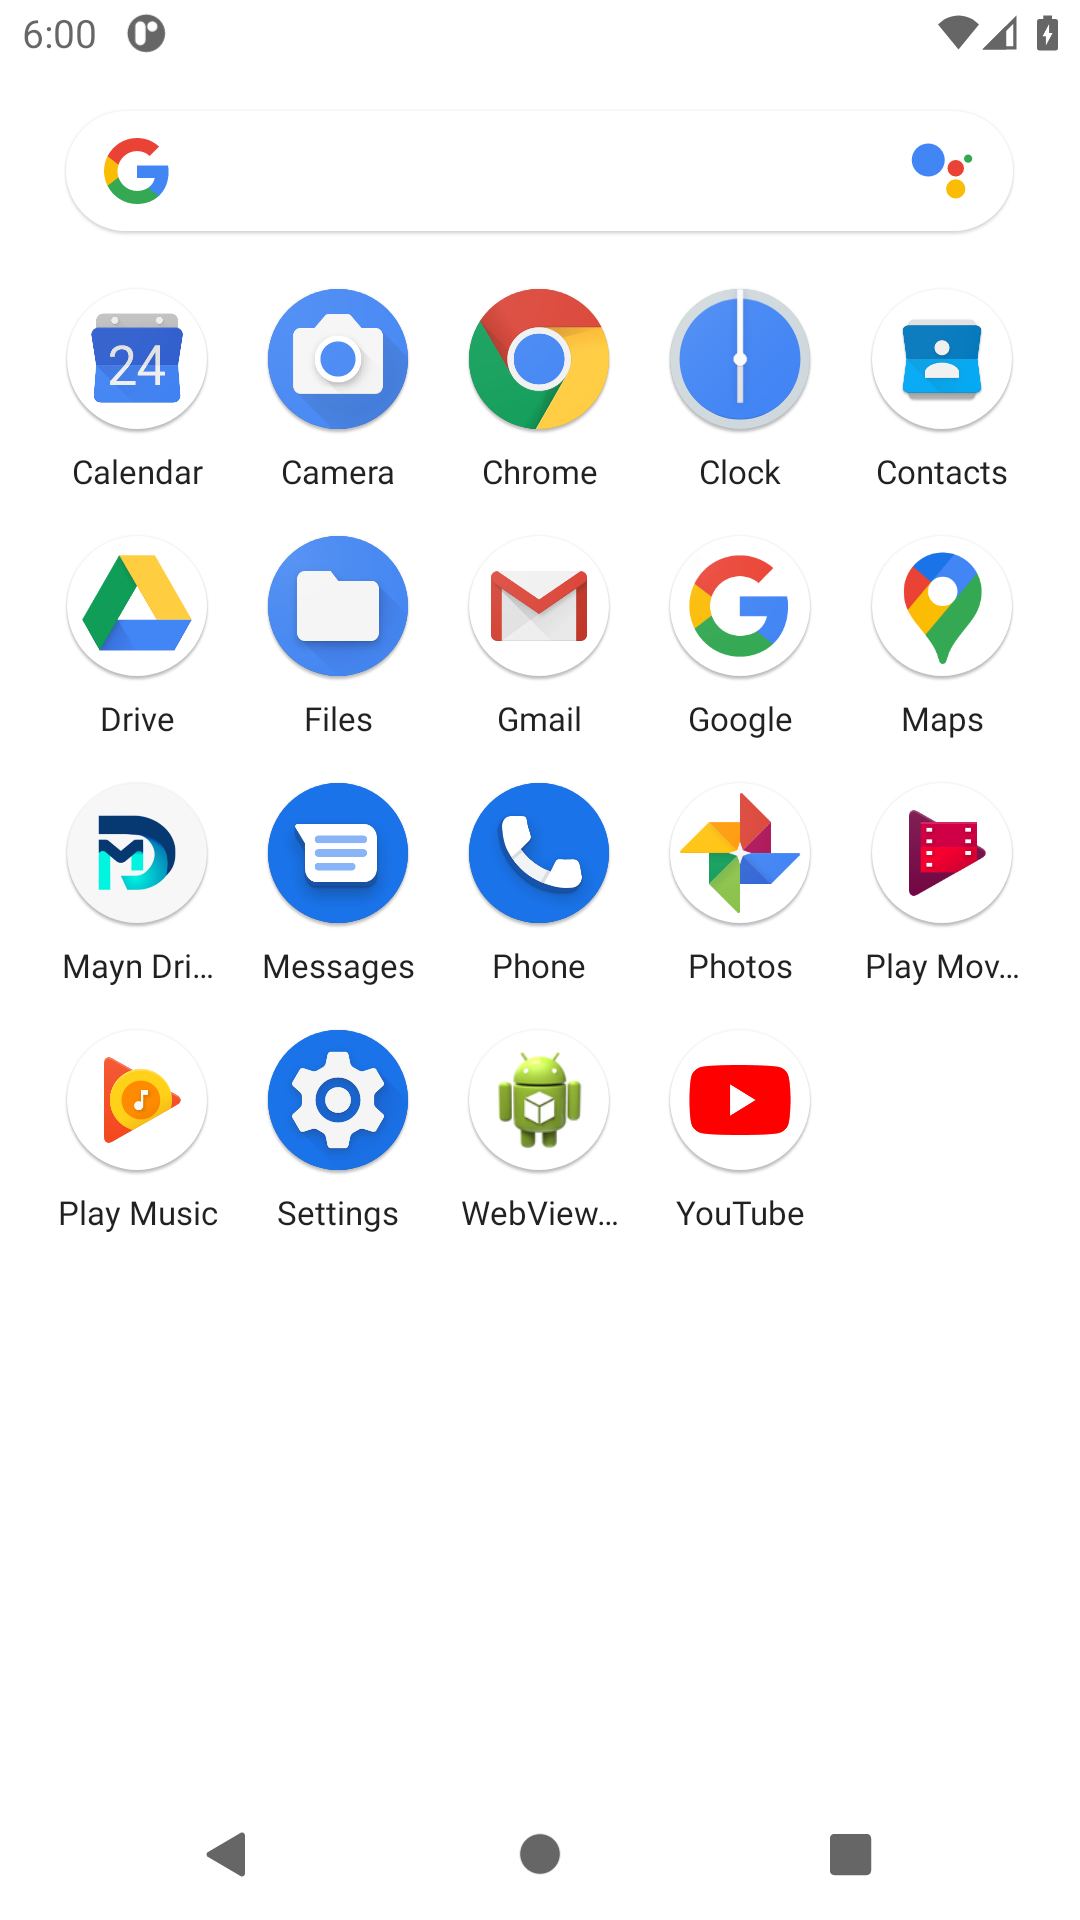 6:00
24
Calendar Camera Chrome Clock Contacts
Drive Files Gmail Google Maps
Mayn Dri... Messages Phone Photos Play Mov...
Play Music Settings WebView... YouTube